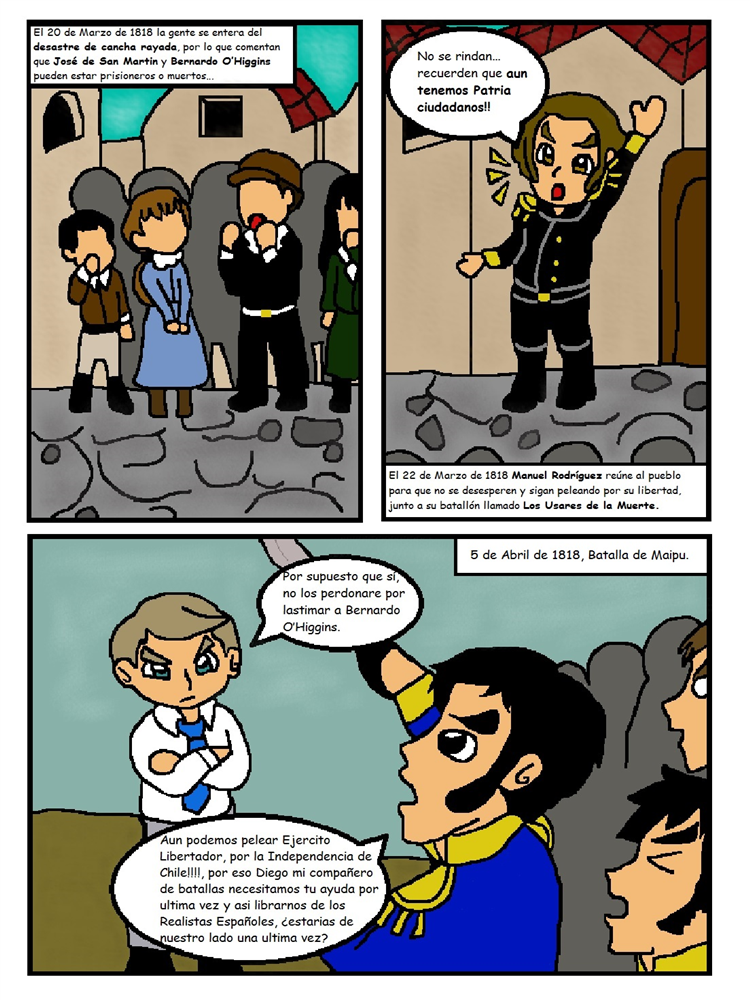 El 20 de Marzo de 1818 la gente se entera del
desastre de cancha rayada, por lo que comentan
que José de San Martin y Bernardo O'Higgins
pueden estar prisioneros o muertos...
No se rindan...
recuerden que aun
tenemos Patria
ciudadanos!!
El 22 de Marzo de 1818 Manuel Rodríguez reúne al pueblo
para que no se desesperen y sigan peleando por su libertad,
junto a su batallón llamado Los Usares de la Muerte.
5 de Abril de 1818, Batalla de Maipu.
Por supuesto que sí,
no los perdonare por
lastimar a Bernardo
O'Higgins.
Aun podemos pelear Ejercito
Libertador, por la Independencia de
Chile!!!!, por eso Diego mi compañero
de batallas necesitamos tu ayuda por
ultima vez y asi librarnos de los
Realistas Españoles, ¿estarias de
nuestro lado una ultima vez?